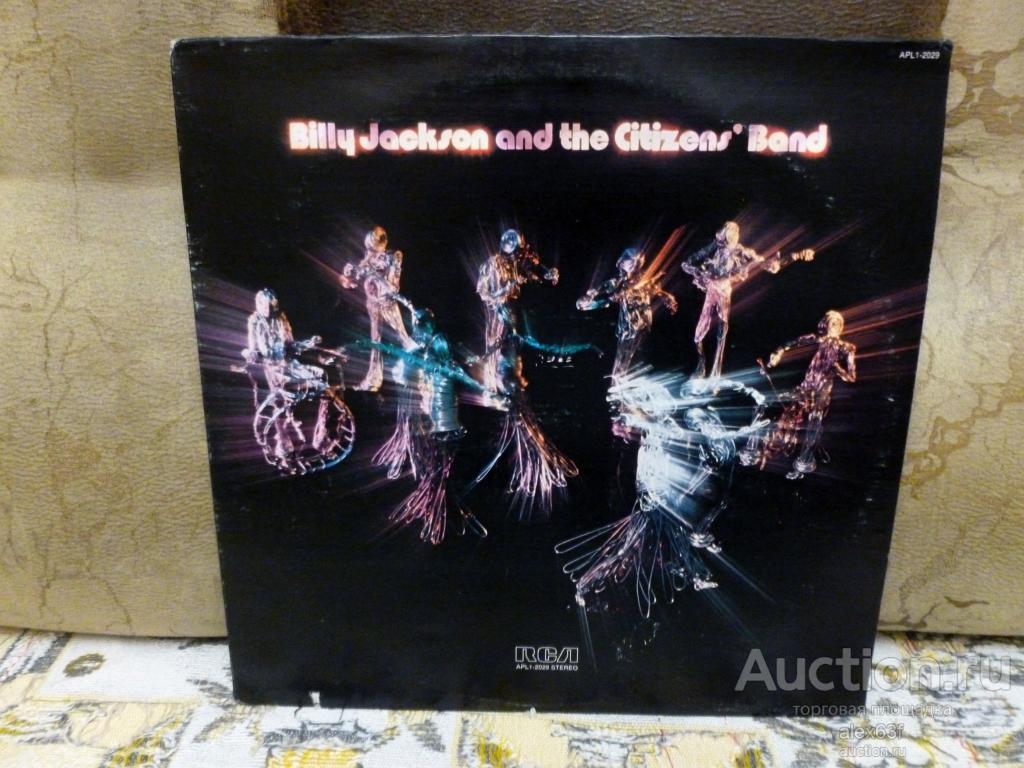 APL1-2029
Billy Jackson and the Citizens' Band
RCA
APL1-2029 STEREO
Auction.ru
торговая площадка
alex63f
auction.ru